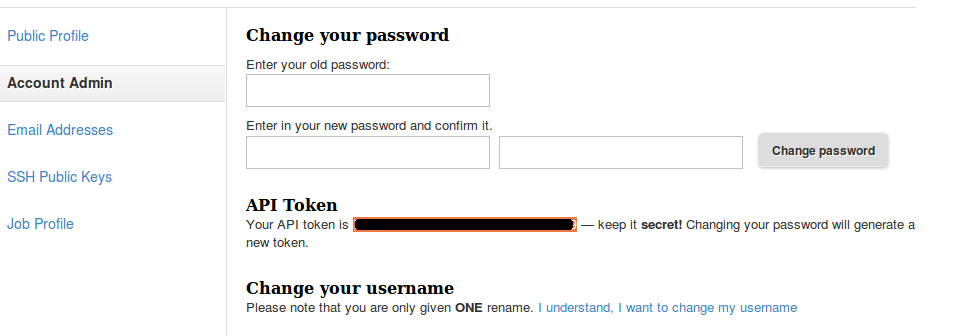 Public Profile
Account Admin
Email Addresses
SSH Public Keys
Job Profile
Change your password
Enter your old password:
Enter in your new password and confirm it.
Change password
API Token
Your API token is — keep it secret! Changing your password will generate a
new token.
Change your username
Please note that you are only given ONE rename. I understand, I want to change my username